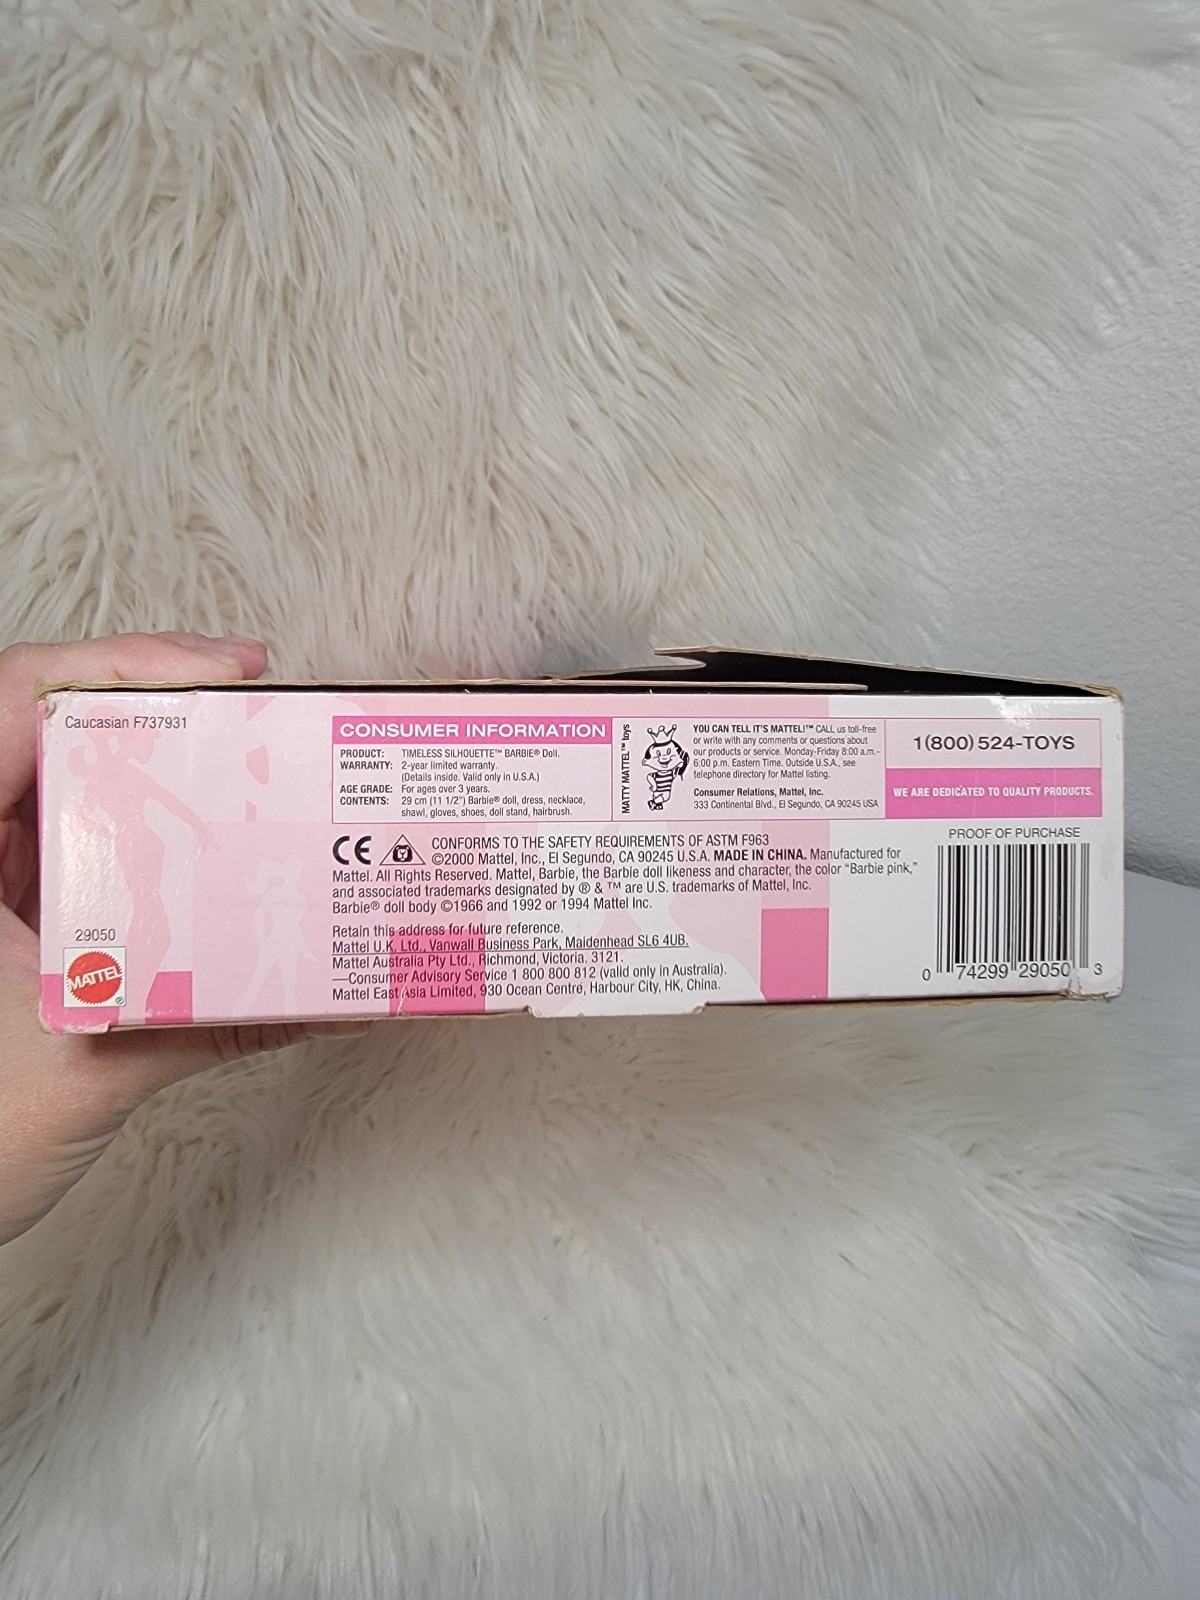 Caucasian F737931
29050
MATTEL
®
CONSUMER INFORMATION
PRODUCT: TIMELESS SILHOUETTE™ BARBIE® Doll.
WARRANTY: 2-year limited warranty.
(Details inside. Valid only in U.S.A.)
AGE GRADE: For ages over 3 years.
CONTENTS: 29 cm (11 1/2") Barbie® doll, dress, necklace,
shawl, gloves, shoes, doll stand, hairbrush.
MATTY MATTEL™ toys
YOU CAN TELL IT'S MATTEL!™ CALL us toll-free
or write with any comments or questions about
our products or service. Monday-Friday 8:00 a.m.-
6:00 p.m. Eastern Time. Outside U.S.A., see
telephone directory for Mattel listing.
Consumer Relations, Mattel, Inc.
333 Continental Blvd., El Segundo, CA 90245 USA
1(800) 524-TOYS
WE ARE DEDICATED TO QUALITY PRODUCTS.
CE CONFORMS TO THE SAFETY REQUIREMENTS OF ASTM F963
©2000 Mattel, Inc., El Segundo, CA 90245 U.S.A. MADE IN CHINA. Manufactured for
Mattel. All Rights Reserved. Mattel, Barbie, the Barbie doll likeness and character, the color "Barbie pink,"
and associated trademarks designated by ® & ™ are U.S. trademarks of Mattel, Inc.
Barbie® doll body ©1966 and 1992 or 1994 Mattel Inc.
Retain this address for future reference.
Mattel U.K. Ltd., Vanwall Business Park, Maidenhead SL6 4UB.
Mattel Australia Pty Ltd., Richmond, Victoria. 3121.
—Consumer Advisory Service 1 800 800 812 (valid only in Australia).
Mattel East Asia Limited, 930 Ocean Centre, Harbour City, HK, China.
PROOF OF PURCHASE
0 74299 29050 3